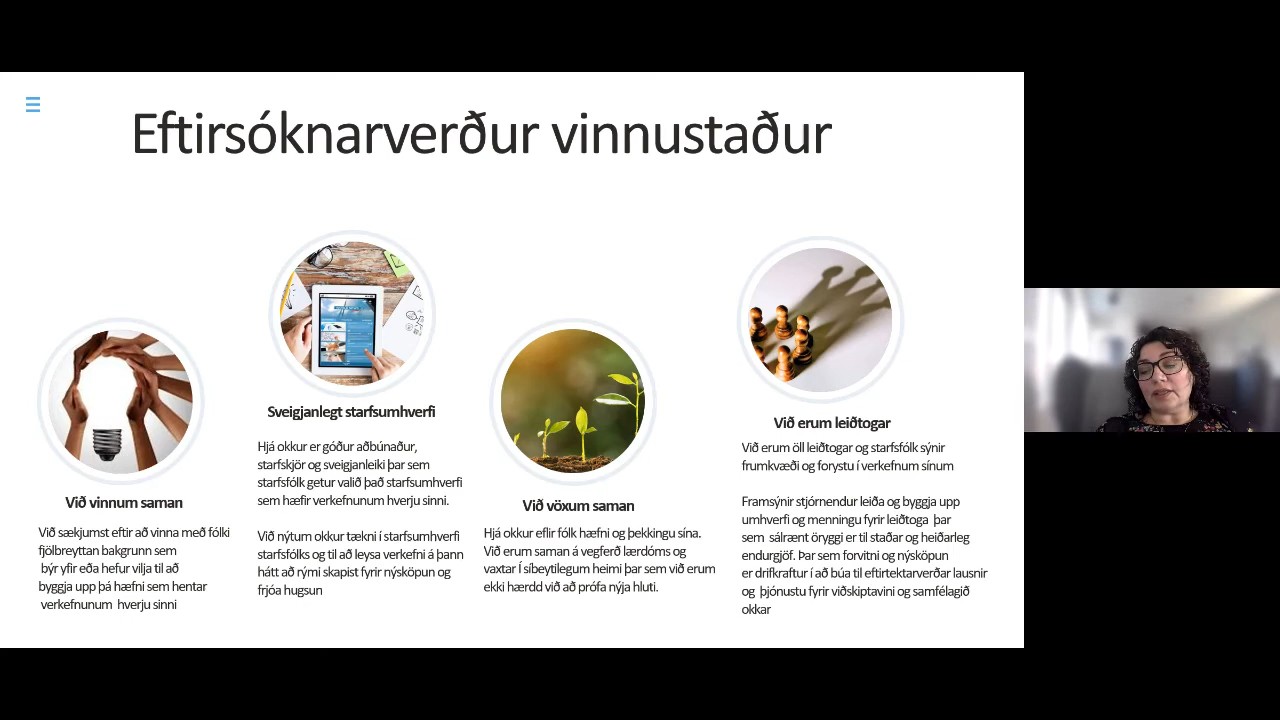 Eftirsóknarverður vinnustaður
Við vinnum saman
Við sækjumst eftir að vinna með fólki
fjölbreyttan bakgrunn sem
býr yfir eða hefur vilja til að
byggja upp þá hæfni sem hentar
verkefnunum hverju sinni
Sveigjanlegt starfsumhverfi
Hjá okkur er góður aðbúnaður,
starfskjör og sveigjanleiki þar sem
starfsfólk getur valið það starfsumhverfi
sem hæfir verkefnunum hverju sinni.
Við nýtum okkur tækni í starfsumhverfi
starfsfólks og til að leysa verkefni á þann
hátt að rými skapist fyrir nýsköpun og
frjóa hugsun
Við vöxum saman
Hjá okkur eflir fólk hæfni og þekkingu sína.
Við erum saman á vegferð lærdóms og
vaxtar Í síbeytilegum heimi þar sem við erum
ekki hærdd við að prófa nýja hluti.
Við erum leiðtogar
Við erum öll leiðtogar og starfsfólk sýnir
frumkvæði og forystu í verkefnum sínum
Framsýnir stjórnendur leiða og byggja upp
umhverfi og menningu fyrir leiðtoga þar
sem sálrænt öryggi er til staðar og heiðarleg
endurgjöf. Þar sem forvitni og nýsköpun
er drifkraftur í að búa til eftirtektarverðar lausnir
og þjónustu fyrir viðskiptavini og samfélagið
okkar